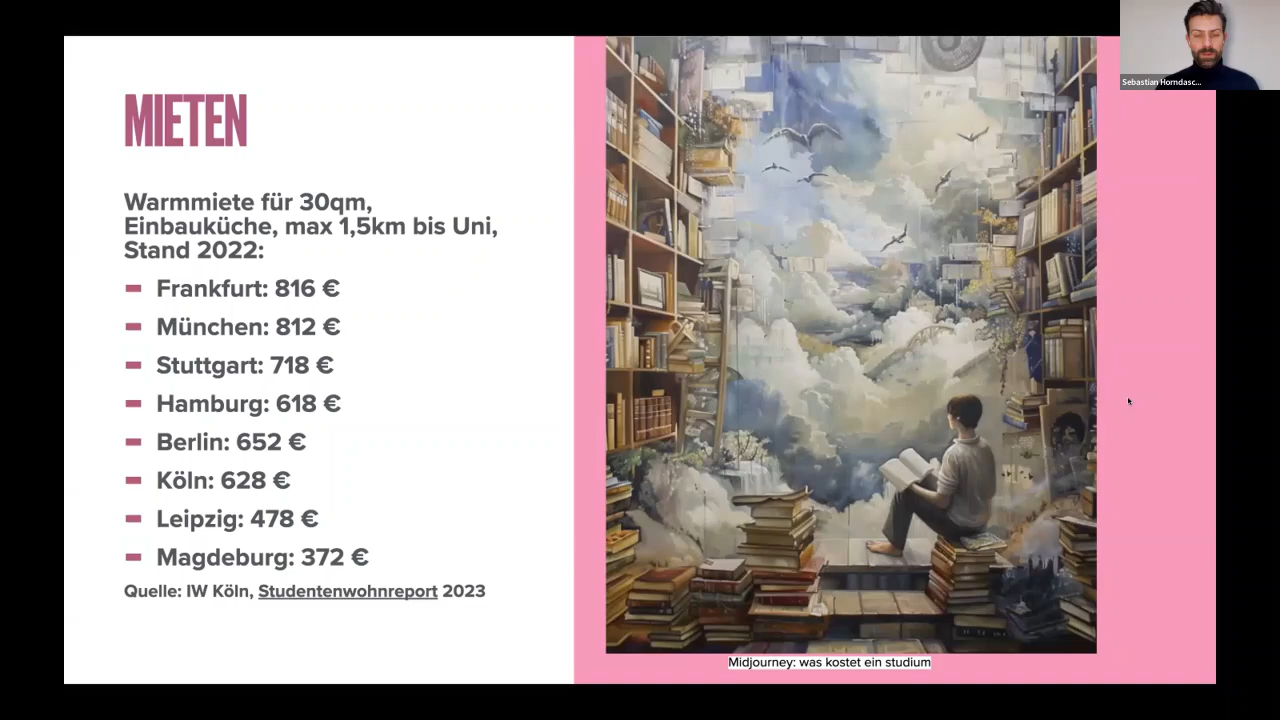 MIETEN
Warmmiete für 30qm,
Einbauküche, max 1,5km bis Uni,
Stand 2022:
Frankfurt: 816 €
München: 812 €
Stuttgart: 718 €
Hamburg: 618 €
Berlin: 652 €
Köln: 628 €
Leipzig: 478 €
Magdeburg: 372 €
Quelle: IW Köln, Studentenwohnreport 2023
Midjourney: was kostet ein studium
Sebastian Horndasc...